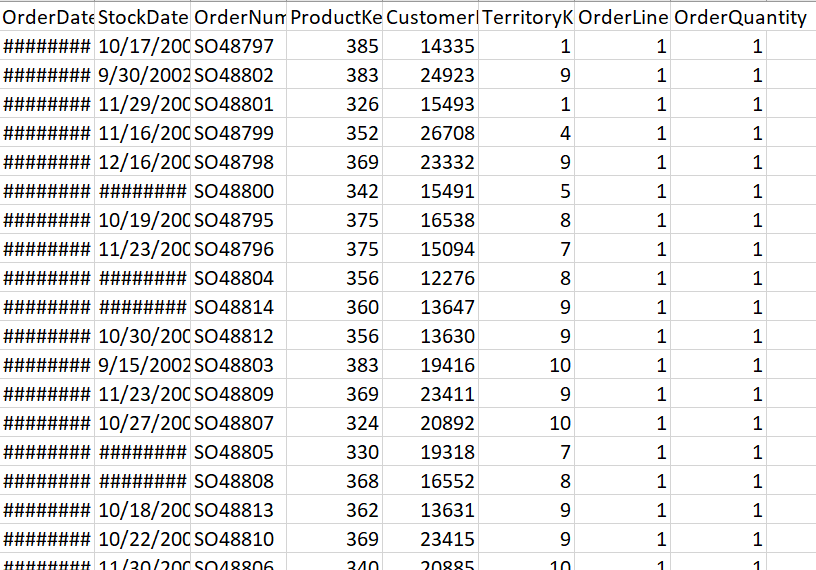 OrderDate StockDate OrderNum ProductKe Customer TerritoryK OrderLine OrderQuantity
######## 10/17/200 SO48797 385 14335 1 1 1
######## 9/30/2002 SO48802 383 24923 9 1 1
######## 11/29/200 SO48801 326 15493 1 1 1
######## 11/16/200 SO48799 352 26708 4 1 1
######## 12/16/200 SO48798 369 23332 9 1 1
######## ######## SO48800 342 15491 5 1 1
######## 10/19/200 SO48795 375 16538 8 1 1
######## 11/23/200 SO48796 375 15094 7 1 1
######## ######## SO48804 356 12276 8 1 1
######## ######## SO48814 360 13647 9 1 1
######## 10/30/200 SO48812 356 13630 9 1 1
######## 9/15/2002 SO48803 383 19416 10 1 1
######## 11/23/200 SO48809 369 23411 9 1 1
######## 10/27/200 SO48807 324 20892 10 1 1
######## ######## SO48805 330 19318 7 1 1
######## ######## SO48808 368 16552 8 1 1
######## 10/18/200 SO48813 362 13631 9 1 1
######## 10/22/200 SO48810 369 23415 9 1 1
######## 11/30/200 SO48806 340 20885 10 1 1